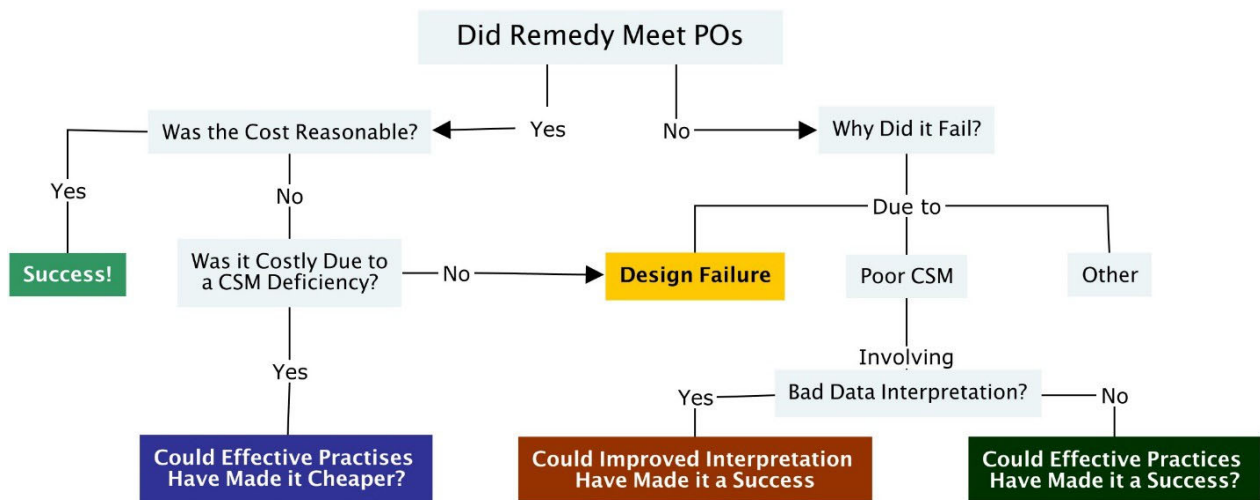 Did Remedy Meet POs
Was the Cost Reasonable?
Yes
No
Why Did it Fail?
Yes
No
Due to
Success!
Was it Costly Due to
a CSM Deficiency?
No
Design Failure
Poor CSM
Other
Yes
Involving
Bad Data Interpretation?
Yes
No
Could Effective Practises
Have Made it Cheaper?
Could Improved Interpretation
Have Made it a Success
Could Effective Practices
Have Made it a Success?